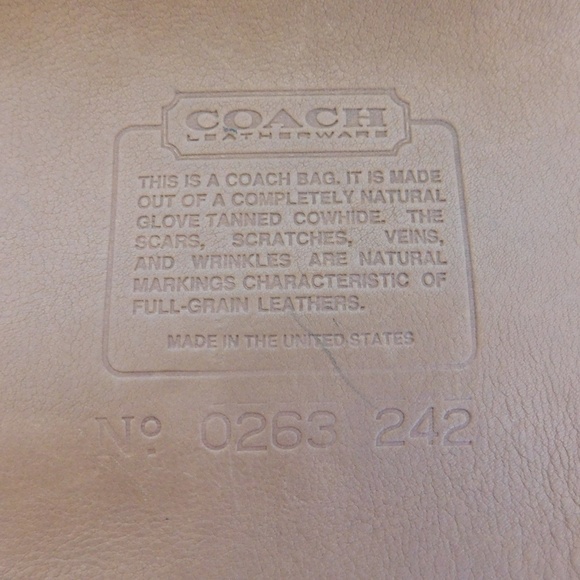 COACH
LEATHERWARE
THIS IS A COACH BAG. IT IS MADE
OUT OF A COMPLETELY NATURAL
GLOVE TANNED COWHIDE. THE
SCARS, SCRATCHES, VEINS,
AND WRINKLES ARE NATURAL
MARKINGS CHARACTERISTIC OF
FULL-GRAIN LEATHERS.
MADE IN THE UNITED STATES
Nº 0263 242